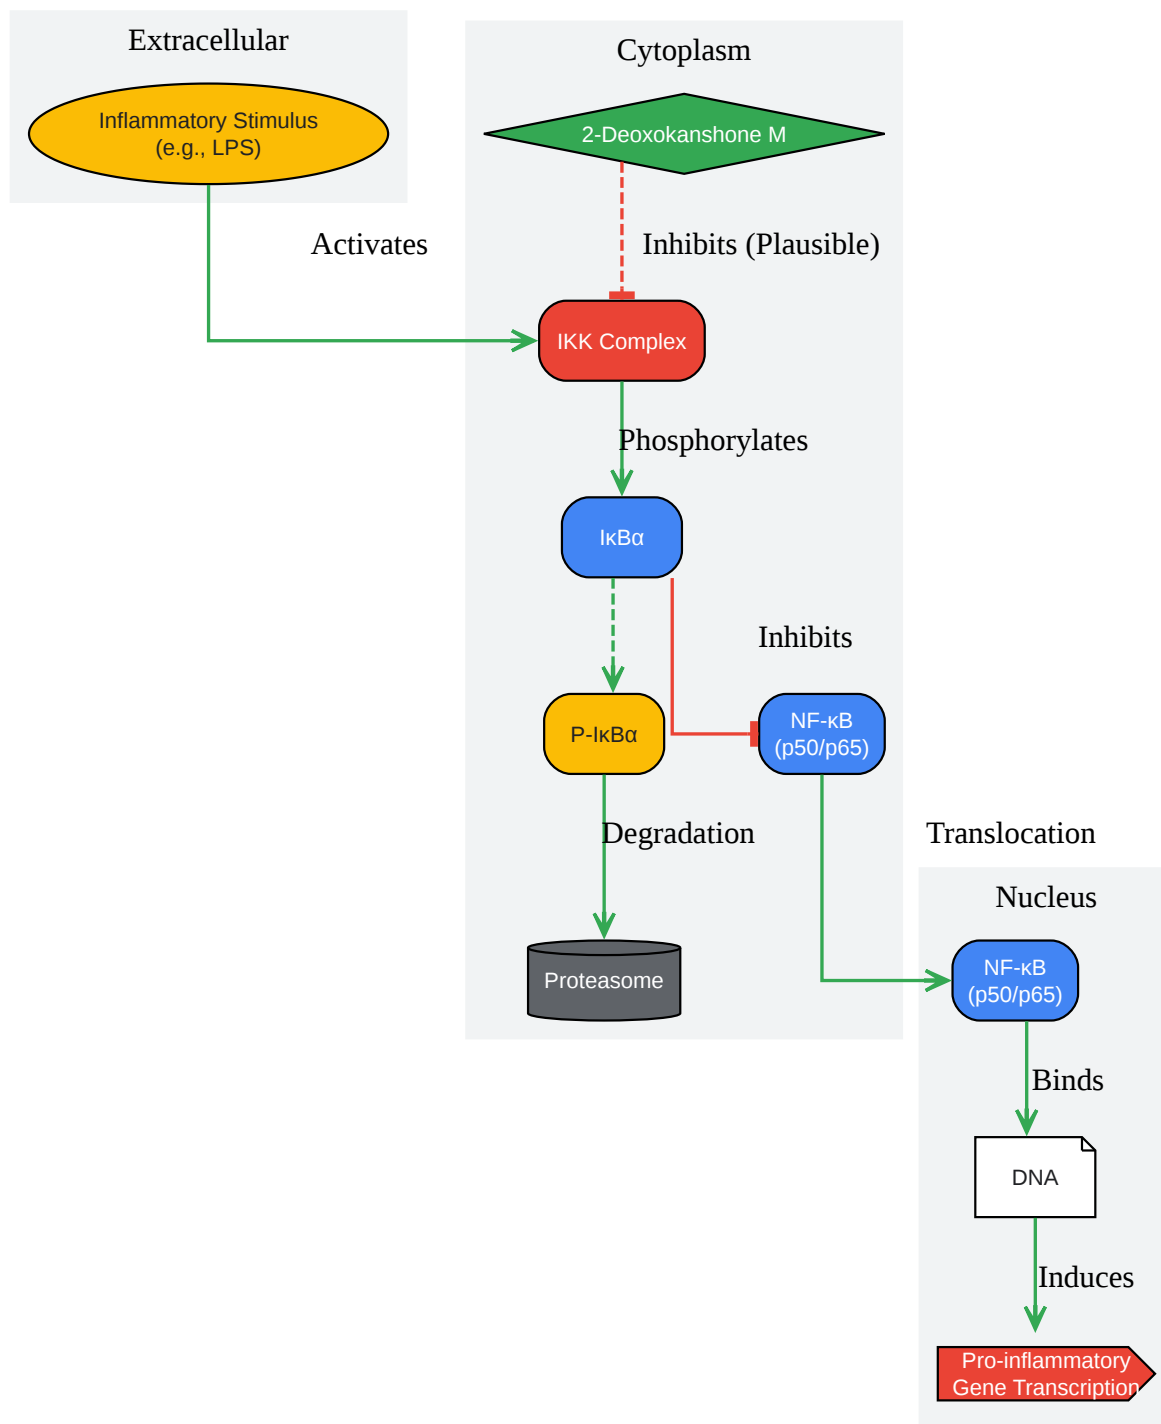 Extracellular
Cytoplasm
Inflammatory Stimulus
(e.g., LPS)
2-Deoxokanshone M
Activates
Inhibits (Plausible)
IKK Complex
Phosphorylates
IκBα
Inhibits
P-IκBα
NF-κB
(p50/p65)
Degradation
Translocation
Nucleus
Proteasome
NF-κB
(p50/p65)
Binds
DNA
Induces
Pro-inflammatory
Gene Transcription